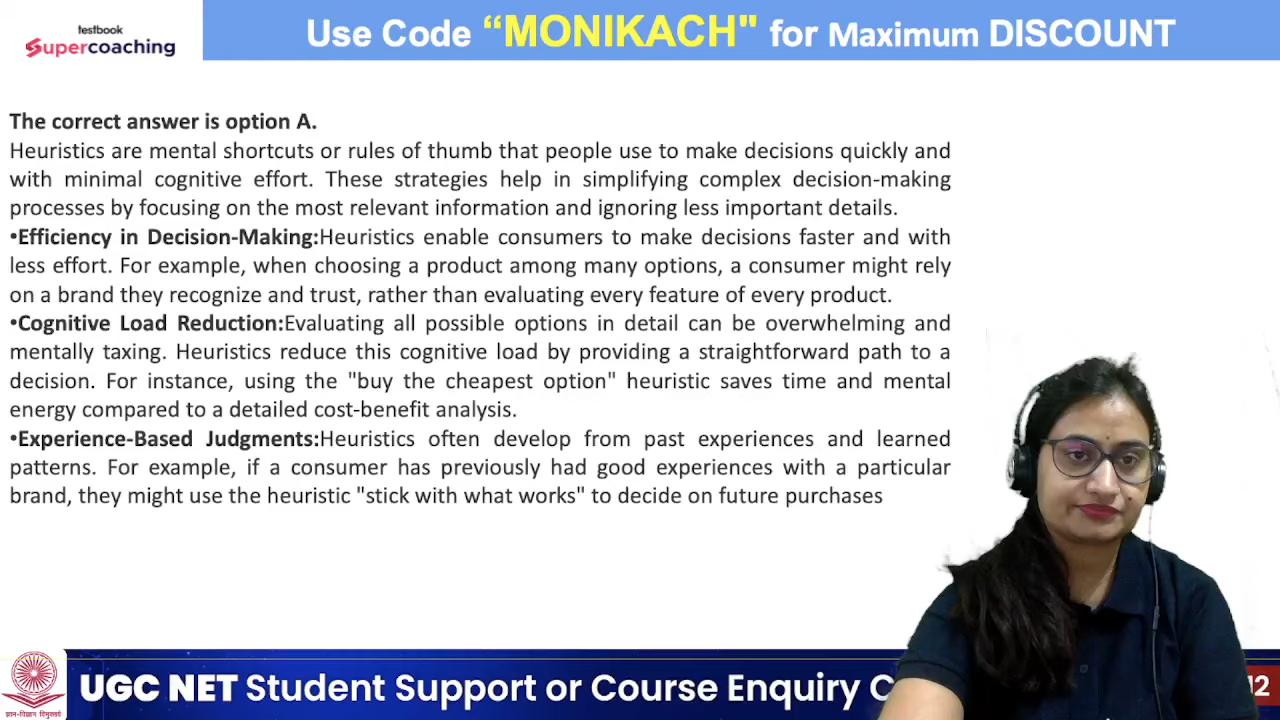 testbook
Supercoaching
Use Code “MONIKACH" for Maximum DISCOUNT
The correct answer is option A.
Heuristics are mental shortcuts or rules of thumb that people use to make decisions quickly and
with minimal cognitive effort. These strategies help in simplifying complex decision-making
processes by focusing on the most relevant information and ignoring less important details.
•Efficiency in Decision-Making:Heuristics enable consumers to make decisions faster and with
less effort. For example, when choosing a product among many options, a consumer might rely
on a brand they recognize and trust, rather than evaluating every feature of every product.
•Cognitive Load Reduction:Evaluating all possible options in detail can be overwhelming and
mentally taxing. Heuristics reduce this cognitive load by providing a straightforward path to a
decision. For instance, using the "buy the cheapest option" heuristic saves time and mental
energy compared to a detailed cost-benefit analysis.
•Experience-Based Judgments:Heuristics often develop from past experiences and learned
patterns. For example, if a consumer has previously had good experiences with a particular
brand, they might use the heuristic "stick with what works" to decide on future purchases
ज्ञान-विज्ञान विमुक्तये
UGC NET Student Support or Course Enquiry C
12